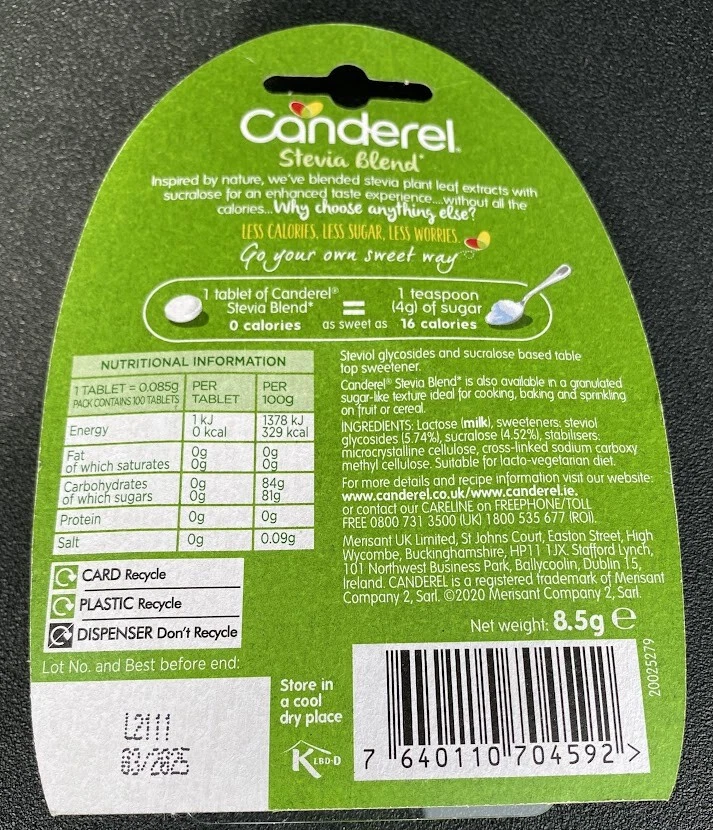 Canderel®
Stevia Blend*
Inspired by nature, we've blended stevia plant leaf extracts with
sucralose for an enhanced taste experience....without all the
calories... Why choose anything else?
LESS CALORIES, LESS SUGAR, LESS WORRIES.
Go your own sweet way
1 tablet of Canderel® Stevia Blend*
0 calories
=
as sweet as
1 teaspoon (4g) of sugar
16 calories
NUTRITIONAL INFORMATION
1 TABLET = 0.085g PACK CONTAINS 100 TABLETS PER TABLET PER 100g
Energy 1 kJ 0 kcal 1378 kJ 329 kcal
Fat 0g 0g
of which saturates 0g 0g
Carbohydrates 0g 84g
of which sugars 0g 81g
Protein 0g 0g
Salt 0g 0.09g
CARD Recycle
PLASTIC Recycle
DISPENSER Don't Recycle
Lot No. and Best before end:
L2111
03/2025
Steviol glycosides and sucralose based table
top sweetener.
Canderel® Stevia Blend* is also available in a granulated
sugar-like texture ideal for cooking, baking and sprinkling
on fruit or cereal.
INGREDIENTS: Lactose (milk), sweeteners: steviol
glycosides (5.74%), sucralose (4.52%), stabilisers:
microcrystalline cellulose, cross-linked sodium carboxy
methyl cellulose. Suitable for lacto-vegetarian diet.
For more details and recipe information visit our website:
www.canderel.co.uk/www.canderel.ie.
or contact our CARELINE on FREEPHONE/TOLL
FREE 0800 731 3500 (UK) 1800 535 677 (ROI).
Merisant UK Limited, St Johns Court, Easton Street, High
Wycombe, Buckinghamshire, HP11 1JX. Stafford Lynch,
101 Northwest Business Park, Ballycoolin, Dublin 15,
Ireland. CANDEREL is a registered trademark of Merisant
Company 2, Sarl. ©2020 Merisant Company 2, Sarl.
Net weight: 8.5g e
Store in
a cool
dry place
K LBD-D
7 640110 704592 >
20025279